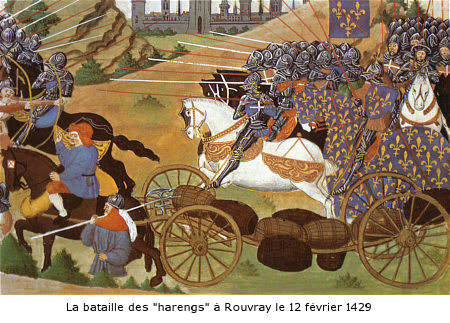 La bataille des "harengs" à Rouvray le 12 février 1429